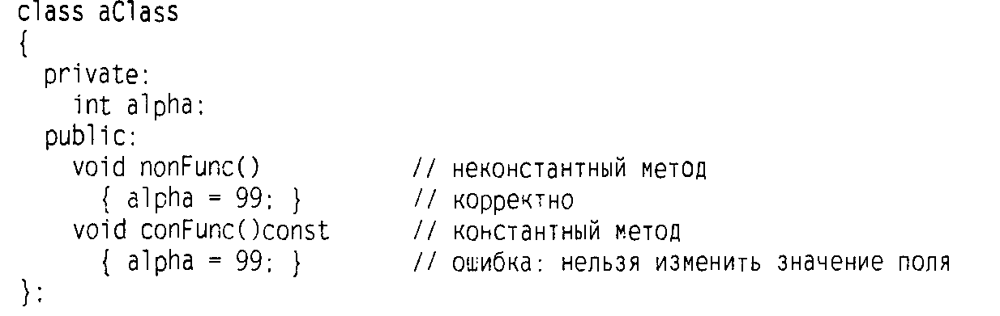 class aClass
{
  private:
    int alpha;
  public:
    void nonFunc()          // неконстантный метод
      { alpha = 99; }       // корректно
    void conFunc()const     // константный метод
      { alpha = 99; }       // ошибка: нельзя изменить значение поля
};